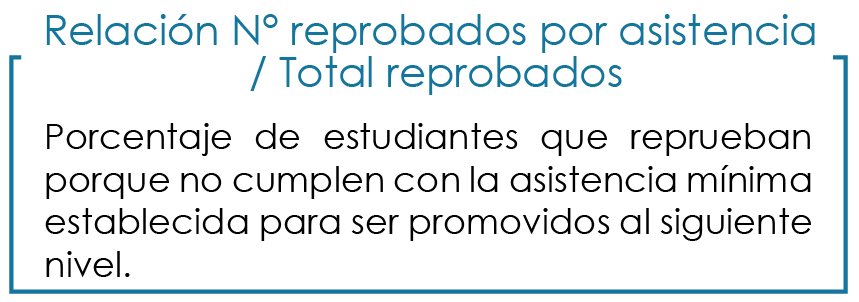 Relación N° reprobados por asistencia
/ Total reprobados
Porcentaje de estudiantes que reprueban
porque no cumplen con la asistencia mínima
establecida para ser promovidos al siguiente
nivel.